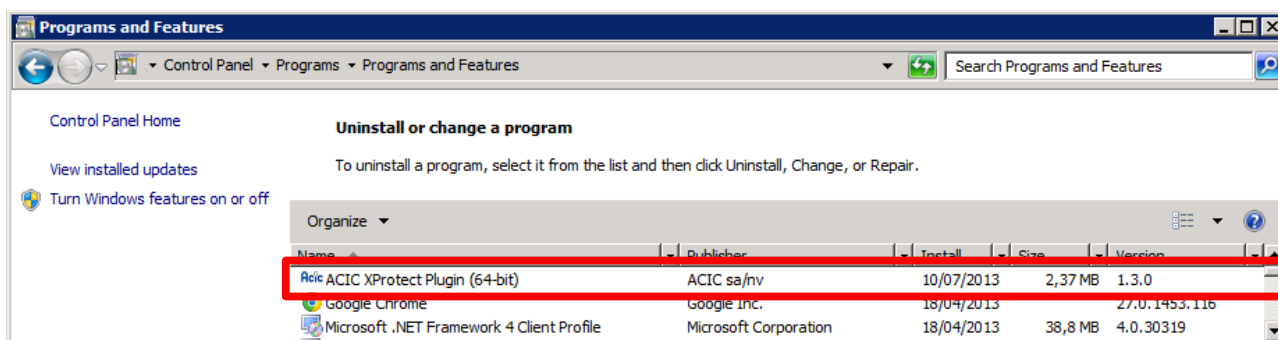 Programs and Features
Control Panel Programs Programs and Features Search Programs and Features
Control Panel Home
Uninstall or change a program
To uninstall a program, select it from the list and then click Uninstall, Change, or Repair.
View installed updates
Turn Windows features on or off
Organize
Name Publisher Install Size Version
Acic ACIC XProtect Plugin (64-bit) ACIC sa/nv 10/07/2013 2,37 MB 1.3.0
Google Chrome Google Inc. 18/04/2013 27.0.1453.116
Microsoft .NET Framework 4 Client Profile Microsoft Corporation 18/04/2013 38,8 MB 4.0.30319